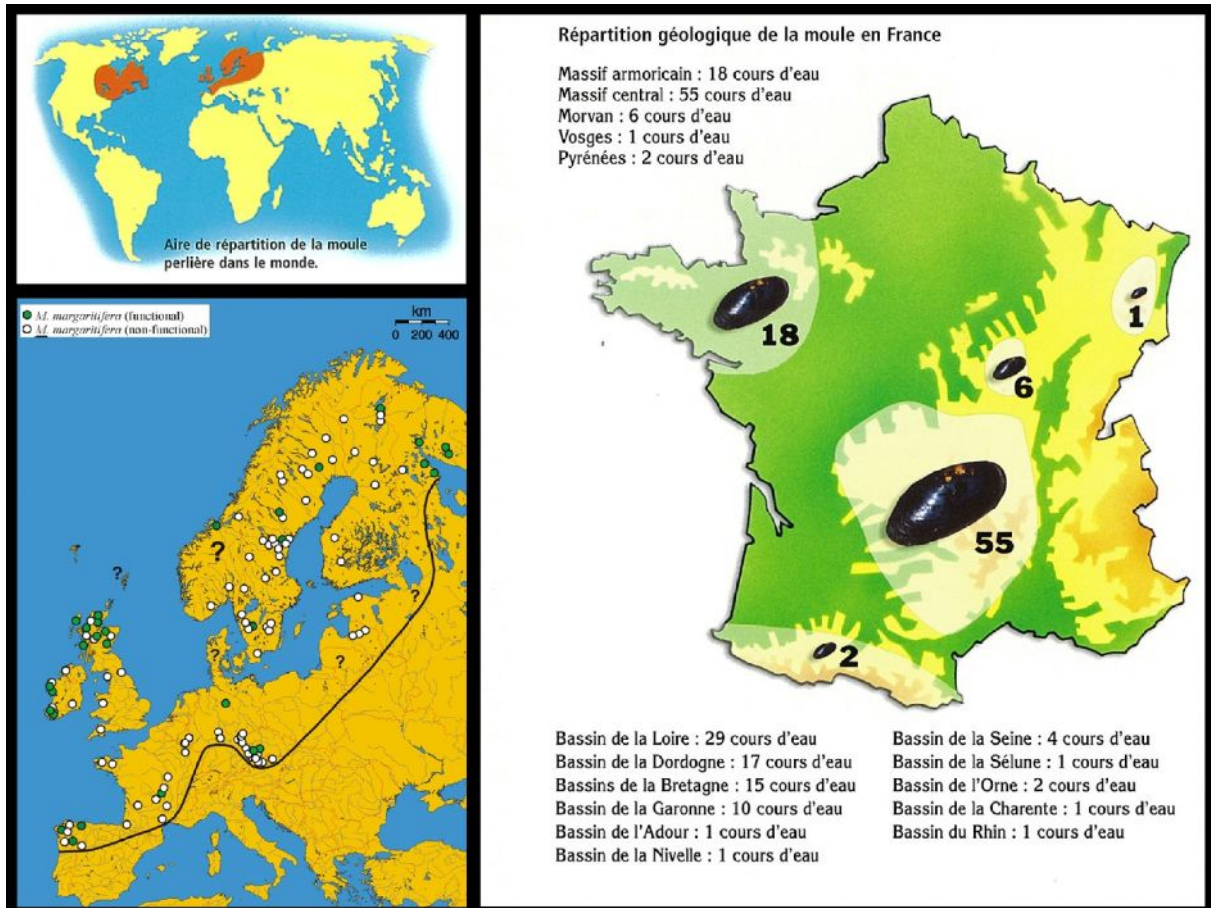 Aire de répartition de la moule
perlière dans le monde.
M. margaritifera (functional)
M. margaritifera (non-functional)
km
0 200 400
?
?
?
?
?
Répartition géologique de la moule en France
Massif armoricain : 18 cours d'eau
Massif central : 55 cours d'eau
Morvan : 6 cours d'eau
Vosges : 1 cours d'eau
Pyrénées : 2 cours d'eau
18
1
6
55
2
Bassin de la Loire : 29 cours d'eau
Bassin de la Dordogne : 17 cours d'eau
Bassins de la Bretagne : 15 cours d'eau
Bassin de la Garonne : 10 cours d'eau
Bassin de l'Adour : 1 cours d'eau
Bassin de la Nivelle : 1 cours d'eau
Bassin de la Seine : 4 cours d'eau
Bassin de la Sélune : 1 cours d'eau
Bassin de l'Orne : 2 cours d'eau
Bassin de la Charente : 1 cours d'eau
Bassin du Rhin : 1 cours d'eau